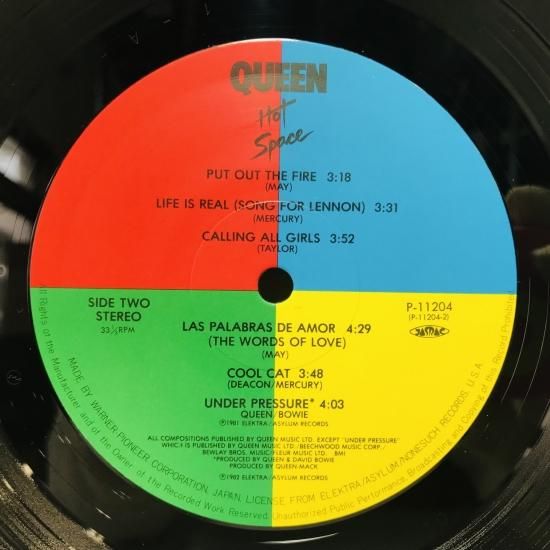 QUEEN
Hot
Space
PUT OUT THE FIRE 3:18
(MAY)
LIFE IS REAL (SONG FOR LENNON) 3:31
(MERCURY)
CALLING ALL GIRLS 3:52
(TAYLOR)
SIDE TWO
STEREO
33⅓ RPM
P-11204
(P-11204-2)
JASRAC
LAS PALABRAS DE AMOR 4:29
(THE WORDS OF LOVE)
(MAY)
COOL CAT 3:48
(DEACON/MERCURY)
UNDER PRESSURE* 4:03
QUEEN/BOWIE
℗1981 ELEKTRA/ASYLUM RECORDS
ALL COMPOSITIONS PUBLISHED BY QUEEN MUSIC LTD. EXCEPT "UNDER PRESSURE"
WHICH IS PUBLISHED BY QUEEN MUSIC LTD./BEECHWOOD MUSIC CORP./
BEWLAY BROS. MUSIC/FLEUR MUSIC LTD. BMI
*PRODUCED BY QUEEN & DAVID BOWIE
PRODUCED BY QUEEN·MACK
℗1982 ELEKTRA/ASYLUM RECORDS
MADE BY WARNER-PIONEER CORPORATION, JAPAN, LICENSE FROM ELEKTRA/ASYLUM/NONESUCH RECORDS, U.S.A.
All Rights of the Manufacturer and of the Owner of the Recorded Work Reserved. Unauthorized Public Performance, Broadcasting and Copying of this Record Prohibited